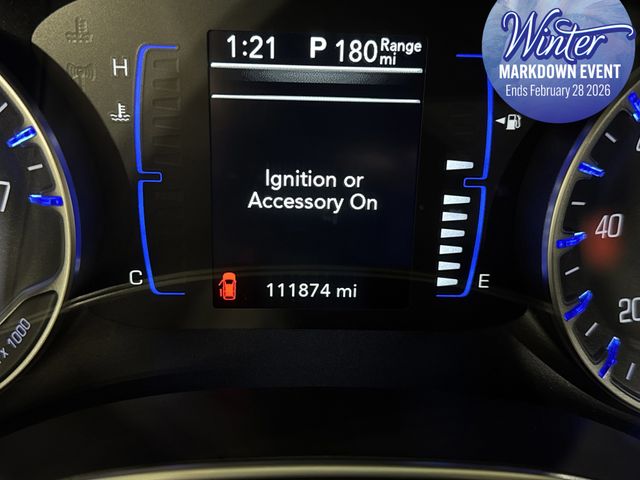 1:21 P 180 Range mi
Winter
MARKDOWN EVENT
Ends February 28 2026
H
Ignition or
Accessory On
7
40
C
E
111874 mi
20
x 1000